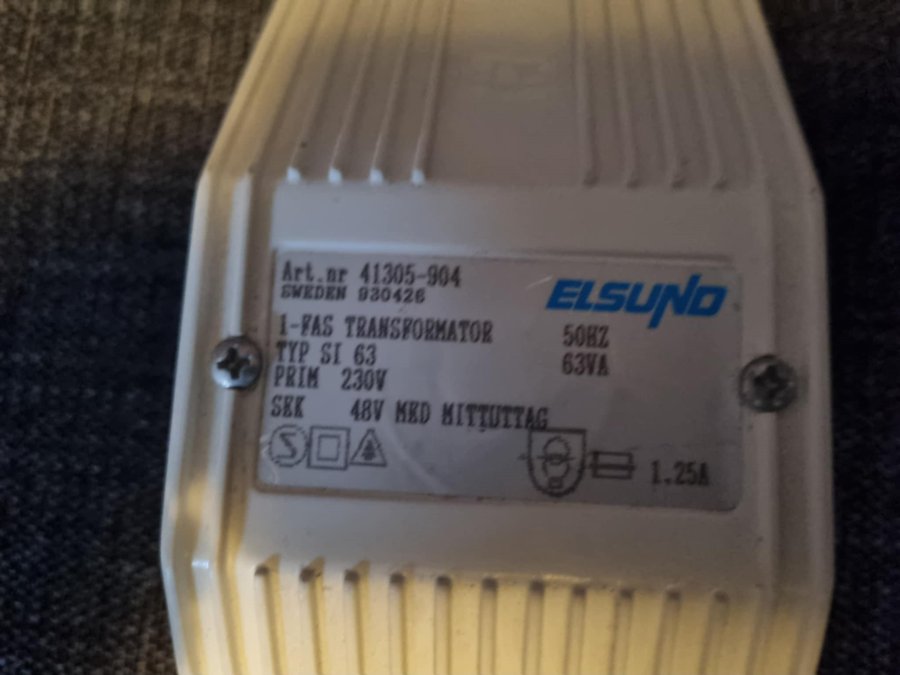 Art.nr 41305-904
SWEDEN 930426
ELSUND
1-FAS TRANSFORMATOR 50HZ
TYP SI 63 63VA
PRIM 230V
SEK 48V MED MITTUTTAG
S 1.25A